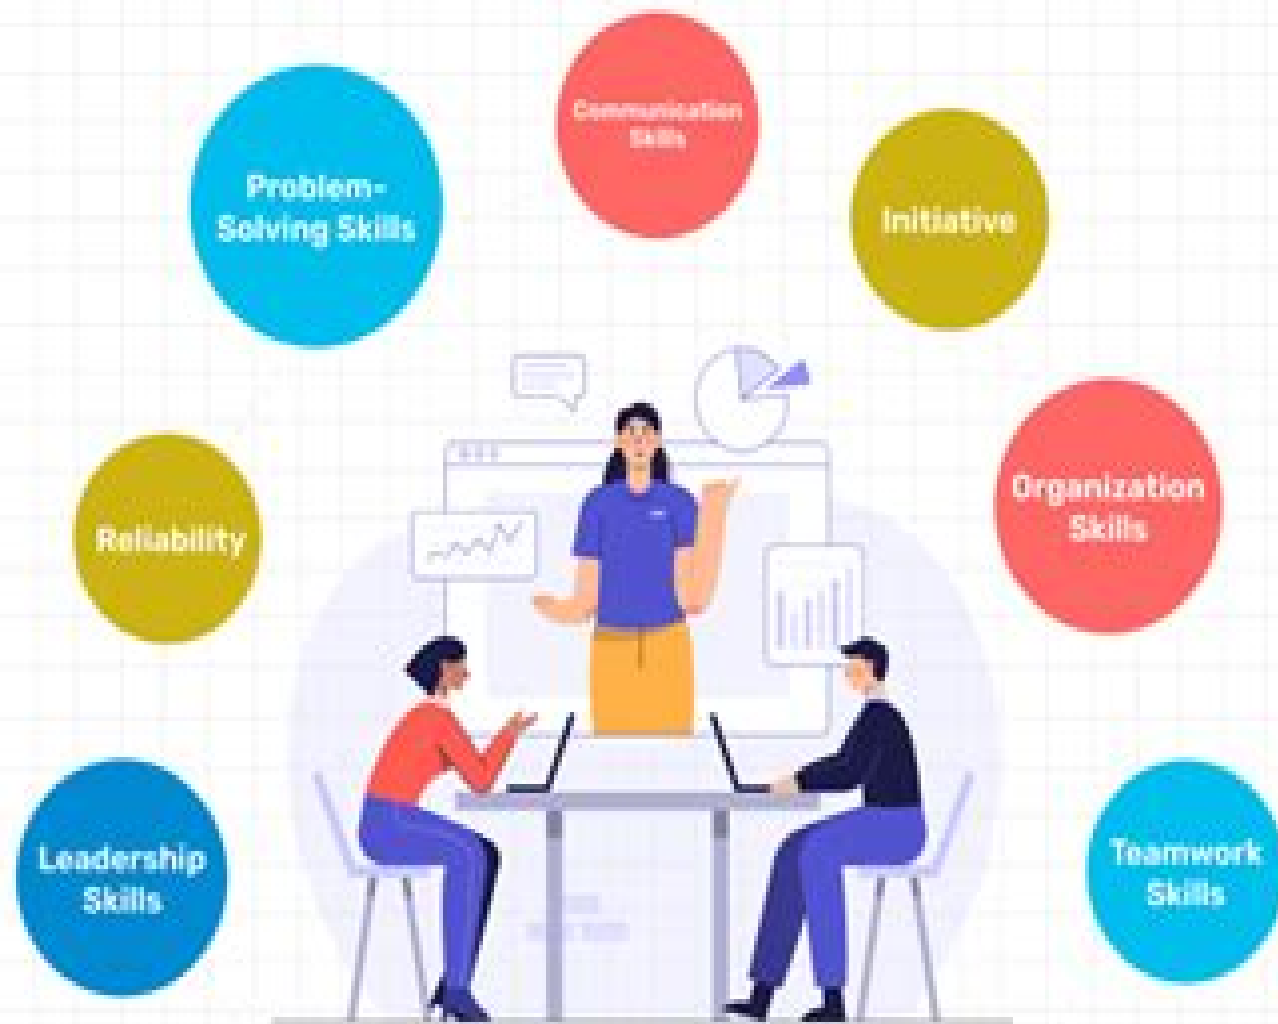 Communication
Skills
Problem-
Solving Skills
Initiative
Organization
Skills
Reliability
Leadership
Skills
Teamwork
Skills